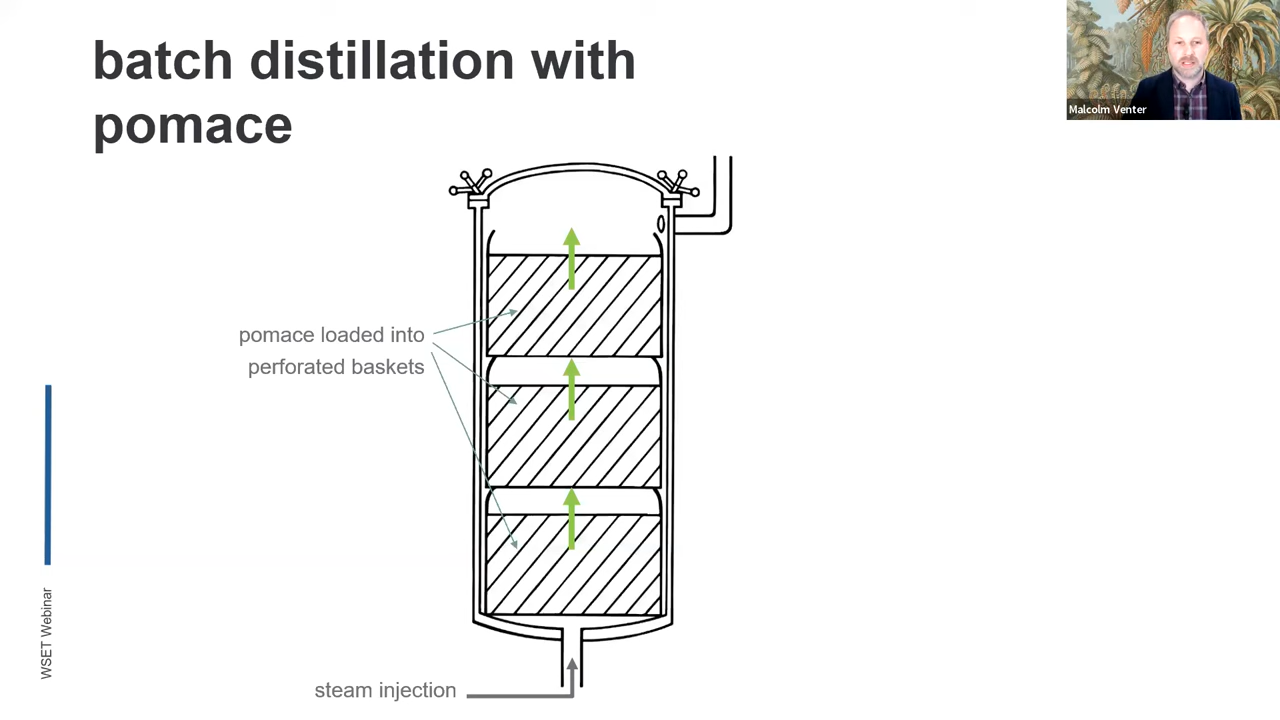 batch distillation with
pomace
Malcolm Venter
pomace loaded into
perforated baskets
steam injection
WSET Webinar